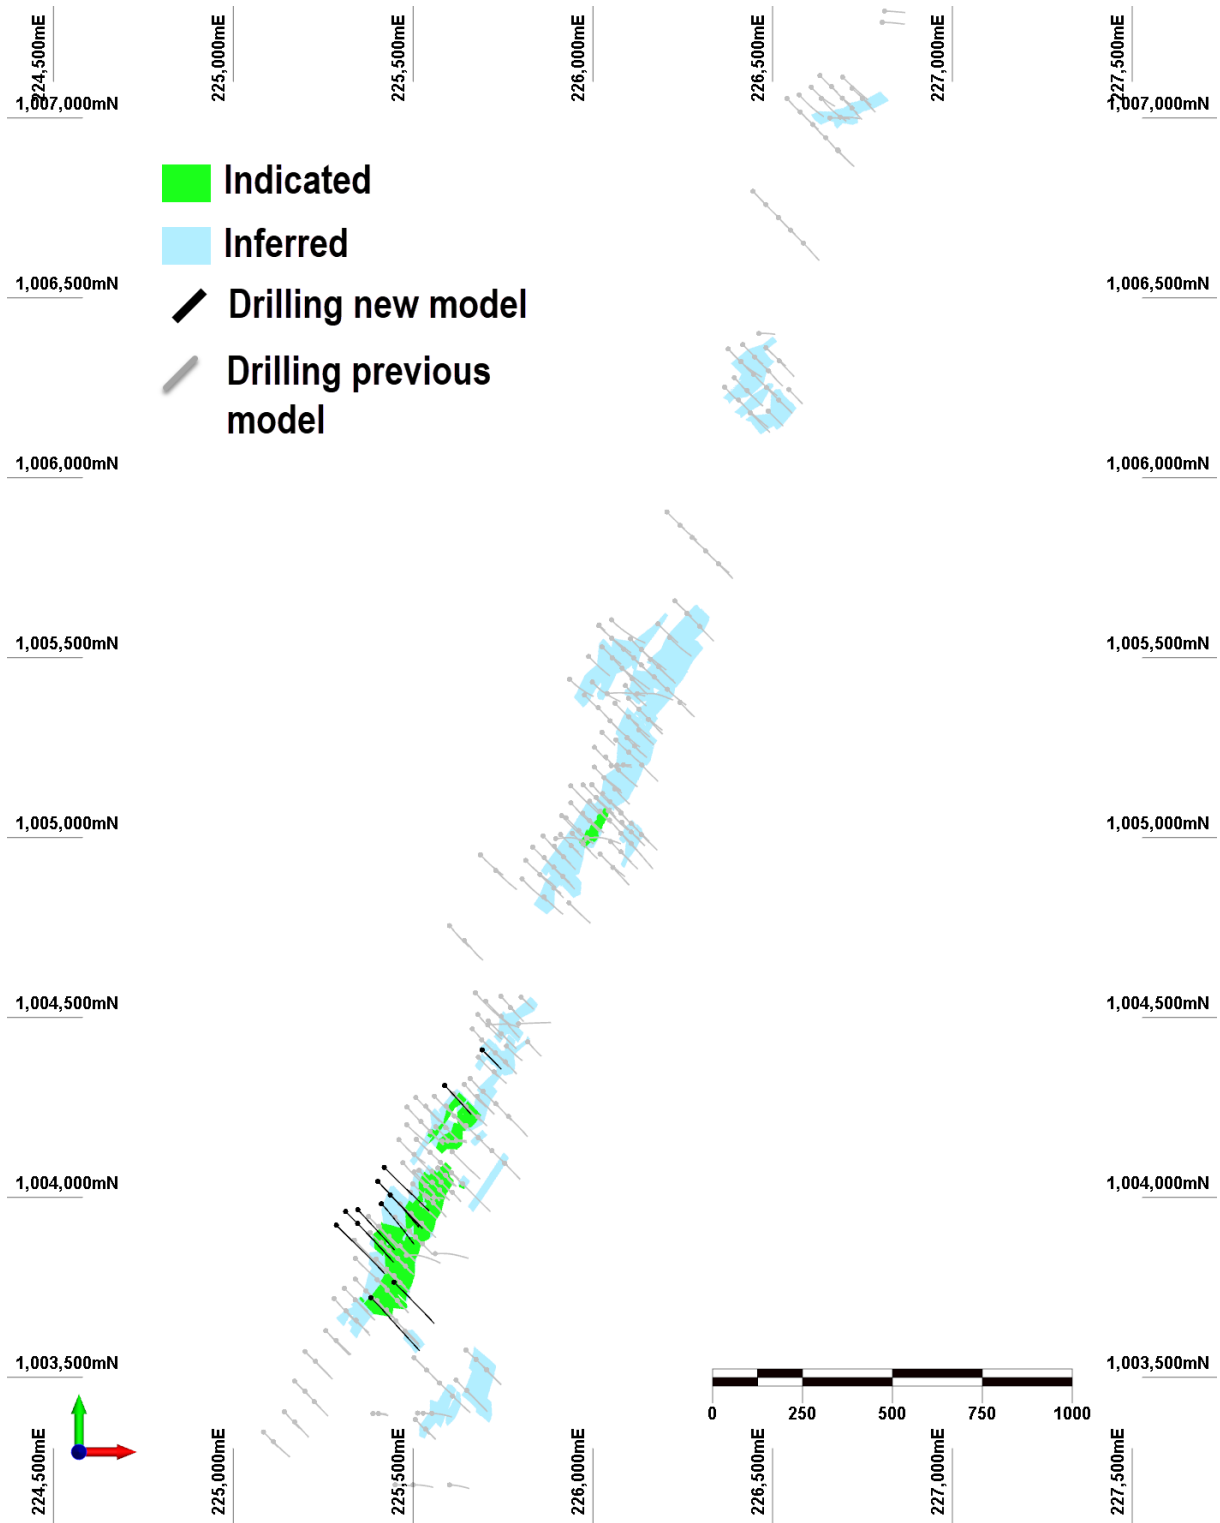 224,500mE
225,000mE
225,500mE
226,000mE
226,500mE
227,000mE
227,500mE
1,007,000mN
1,007,000mN
Indicated
Inferred
1,006,500mN
1,006,500mN
Drilling new model
Drilling previous
model
1,006,000mN
1,006,000mN
1,005,500mN
1,005,500mN
1,005,000mN
1,005,000mN
1,004,500mN
1,004,500mN
1,004,000mN
1,004,000mN
1,003,500mN
1,003,500mN
0
250
500
750
1000
224,500mE
225,000mE
225,500mE
226,000mE
226,500mE
227,000mE
227,500mE